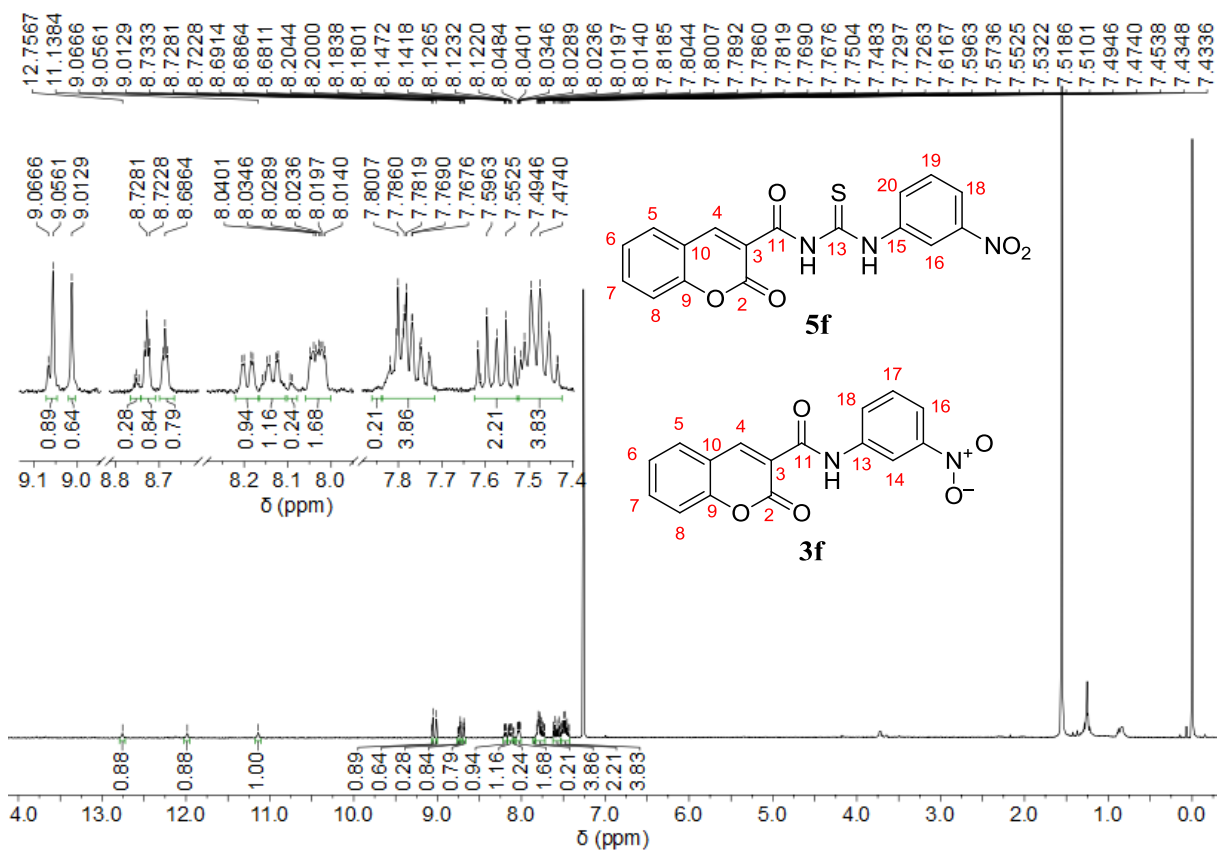 12.7567 11.1384 9.0666 9.0561 9.0129 8.7333 8.7281 8.7228 8.6914 8.6864 8.6811 8.2044 8.2000 8.1838 8.1801 8.1472 8.1418 8.1265 8.1232 8.1220 8.0484 8.0401 8.0346 8.0289 8.0236 8.0197 8.0140 7.8185 7.8044 7.8007 7.7892 7.7860 7.7819 7.7690 7.7676 7.7504 7.7483 7.7297 7.7263 7.6167 7.5963 7.5736 7.5525 7.5322 7.5186 7.5101 7.4946 7.4740 7.4538 7.4348 7.4336
9.0666 9.0561 9.0129 8.7281 8.7228 8.6864 8.0401 8.0346 8.0289 8.0236 8.0197 8.0140 7.8007 7.7860 7.7819 7.7690 7.7676 7.5963 7.5525 7.4946 7.4740
0.89 0.64 0.28 0.84 0.79 0.94 1.16 0.24 1.68 0.21 3.86 2.21 3.83
9.1 9.0 8.8 8.7 8.2 8.1 8.0 7.8 7.7 7.6 7.5 7.4
δ (ppm)
O S N H N H NO2 O O
2 3 4 5 6 7 8 9 10 11 13 15 16 18 19 20
5f
O N H N+ O O− O O
2 3 4 5 6 7 8 9 10 11 13 14 16 17 18
3f
0.88 0.88 1.00 0.89 0.64 0.28 0.84 0.79 0.94 1.16 0.24 1.68 0.21 3.86 2.21 3.83
4.0 13.0 12.0 11.0 10.0 9.0 8.0 7.0 6.0 5.0 4.0 3.0 2.0 1.0 0.0
δ (ppm)